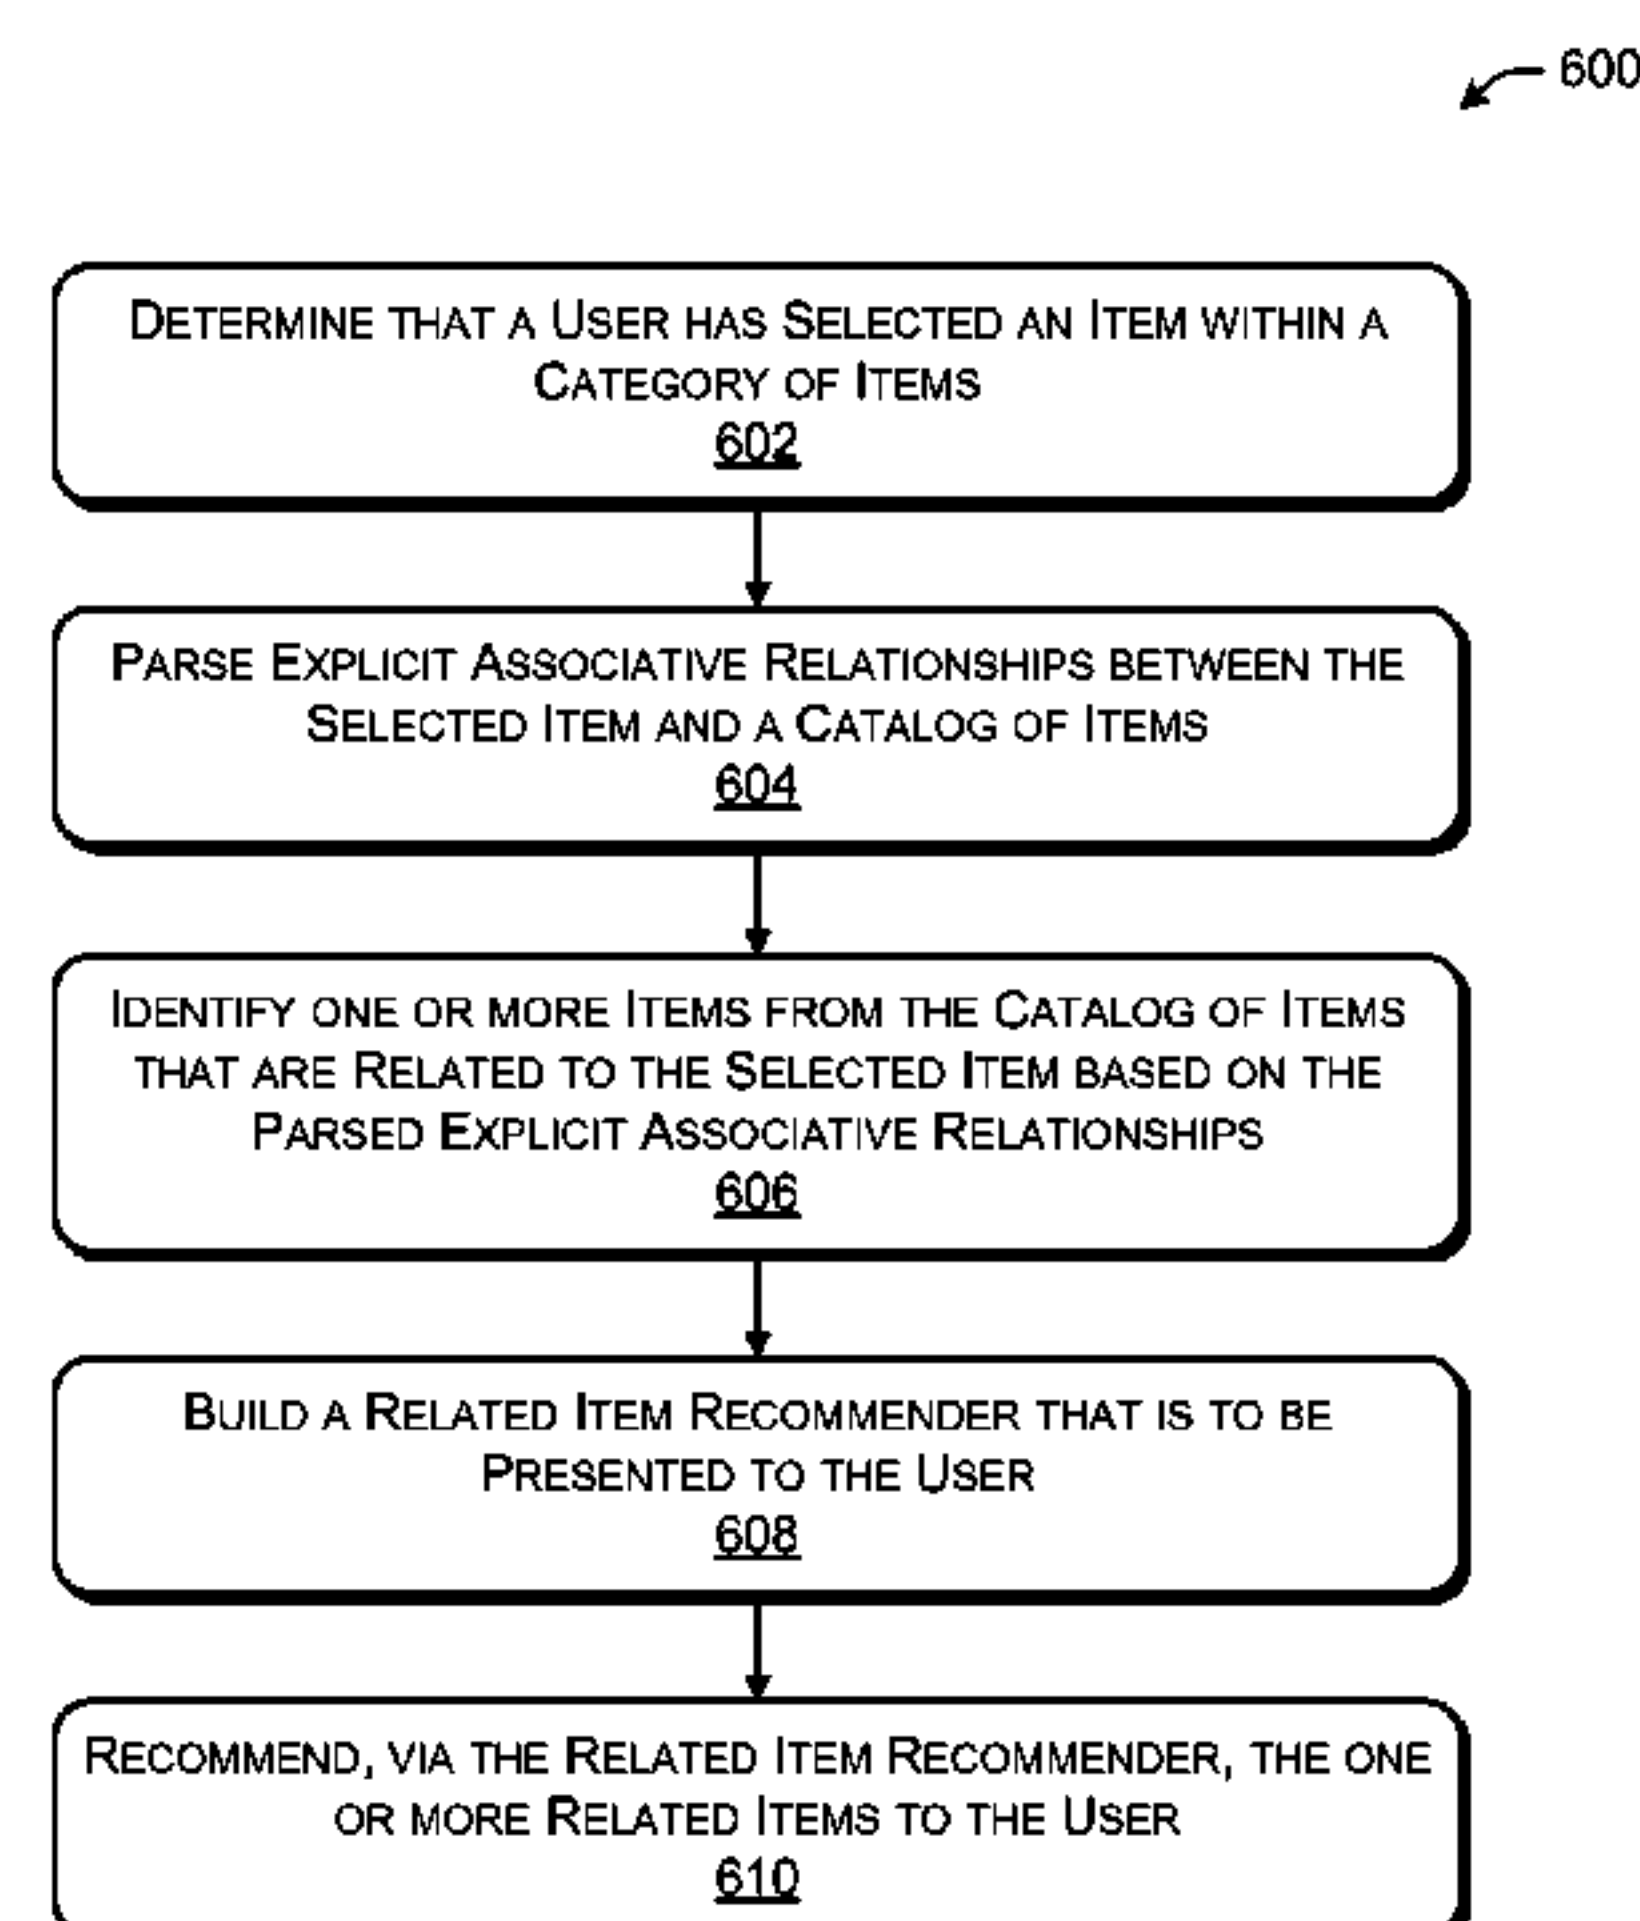 600
DETERMINE THAT A USER HAS SELECTED AN ITEM WITHIN A
CATEGORY OF ITEMS
602
PARSE EXPLICIT ASSOCIATIVE RELATIONSHIPS BETWEEN THE
SELECTED ITEM AND A CATALOG OF ITEMS
604
IDENTIFY ONE OR MORE ITEMS FROM THE CATALOG OF ITEMS
THAT ARE RELATED TO THE SELECTED ITEM BASED ON THE
PARSED EXPLICIT ASSOCIATIVE RELATIONSHIPS
606
BUILD A RELATED ITEM RECOMMENDER THAT IS TO BE
PRESENTED TO THE USER
608
RECOMMEND, VIA THE RELATED ITEM RECOMMENDER, THE ONE
OR MORE RELATED ITEMS TO THE USER
610